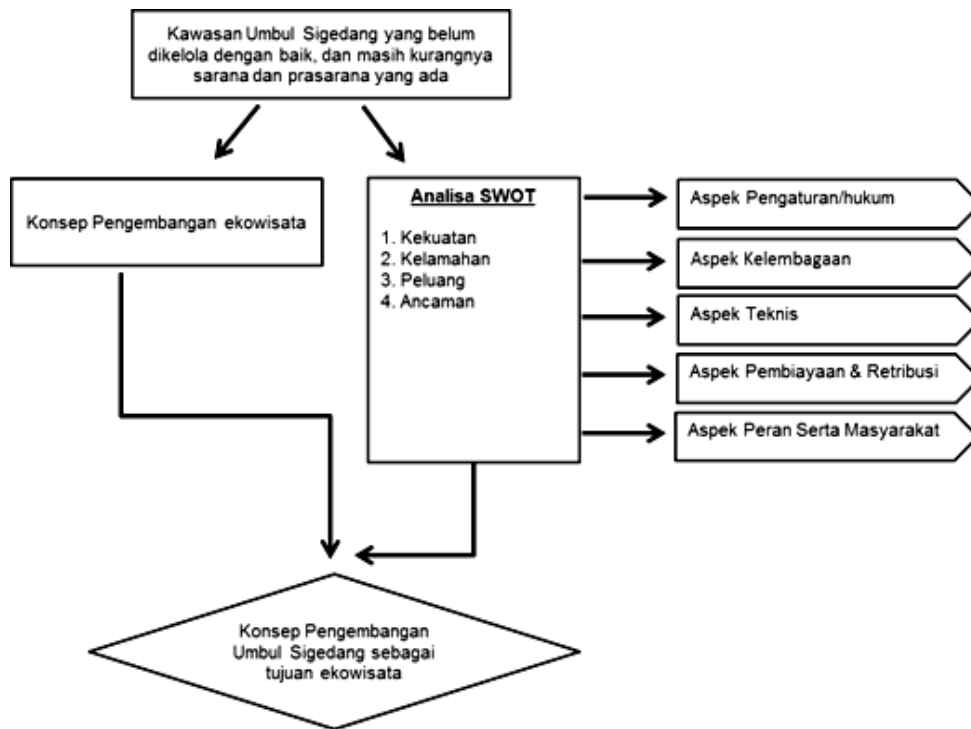 Kawasan Umbul Sigedang yang belum
dikelola dengan baik, dan masih kurangnya
sarana dan prasarana yang ada
Konsep Pengembangan ekowisata
Analisa SWOT
1. Kekuatan
2. Kelamahan
3. Peluang
4. Ancaman
Aspek Pengaturan/hukum
Aspek Kelembagaan
Aspek Teknis
Aspek Pembiayaan & Retribusi
Aspek Peran Serta Masyarakat
Konsep Pengembangan
Umbul Sigedang sebagai
tujuan ekowisata